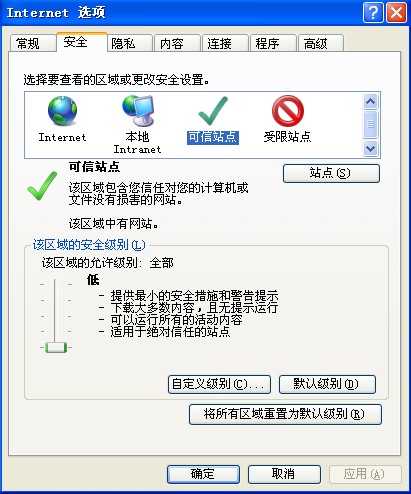 Internet 选项
常规 安全 隐私 内容 连接 程序 高级
选择要查看的区域或更改安全设置。
Internet 本地 Intranet 可信站点 受限站点
可信站点
站点(S)
该区域包含您信任对您的计算机或
文件没有损害的网站。
该区域中有网站。
该区域的安全级别(L)
该区域的允许级别: 全部
低
- 提供最小的安全措施和警告提示
- 下载大多数内容，且无提示运行
- 可以运行所有的活动内容
- 适用于绝对信任的站点
自定义级别(C)... 默认级别(D)
将所有区域重置为默认级别(R)
确定 取消 应用(A)